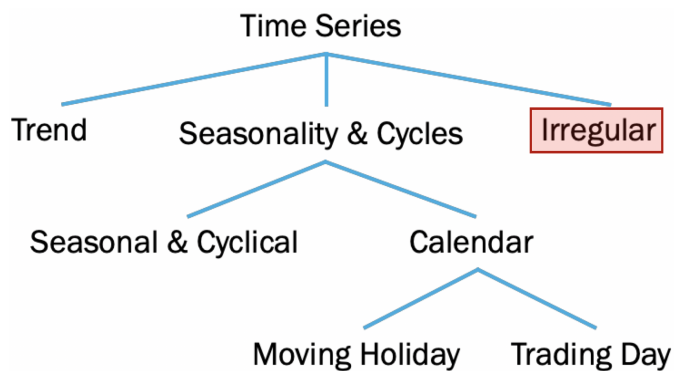 Time Series
Trend
Seasonality & Cycles
Irregular
Seasonal & Cyclical
Calendar
Moving Holiday
Trading Day